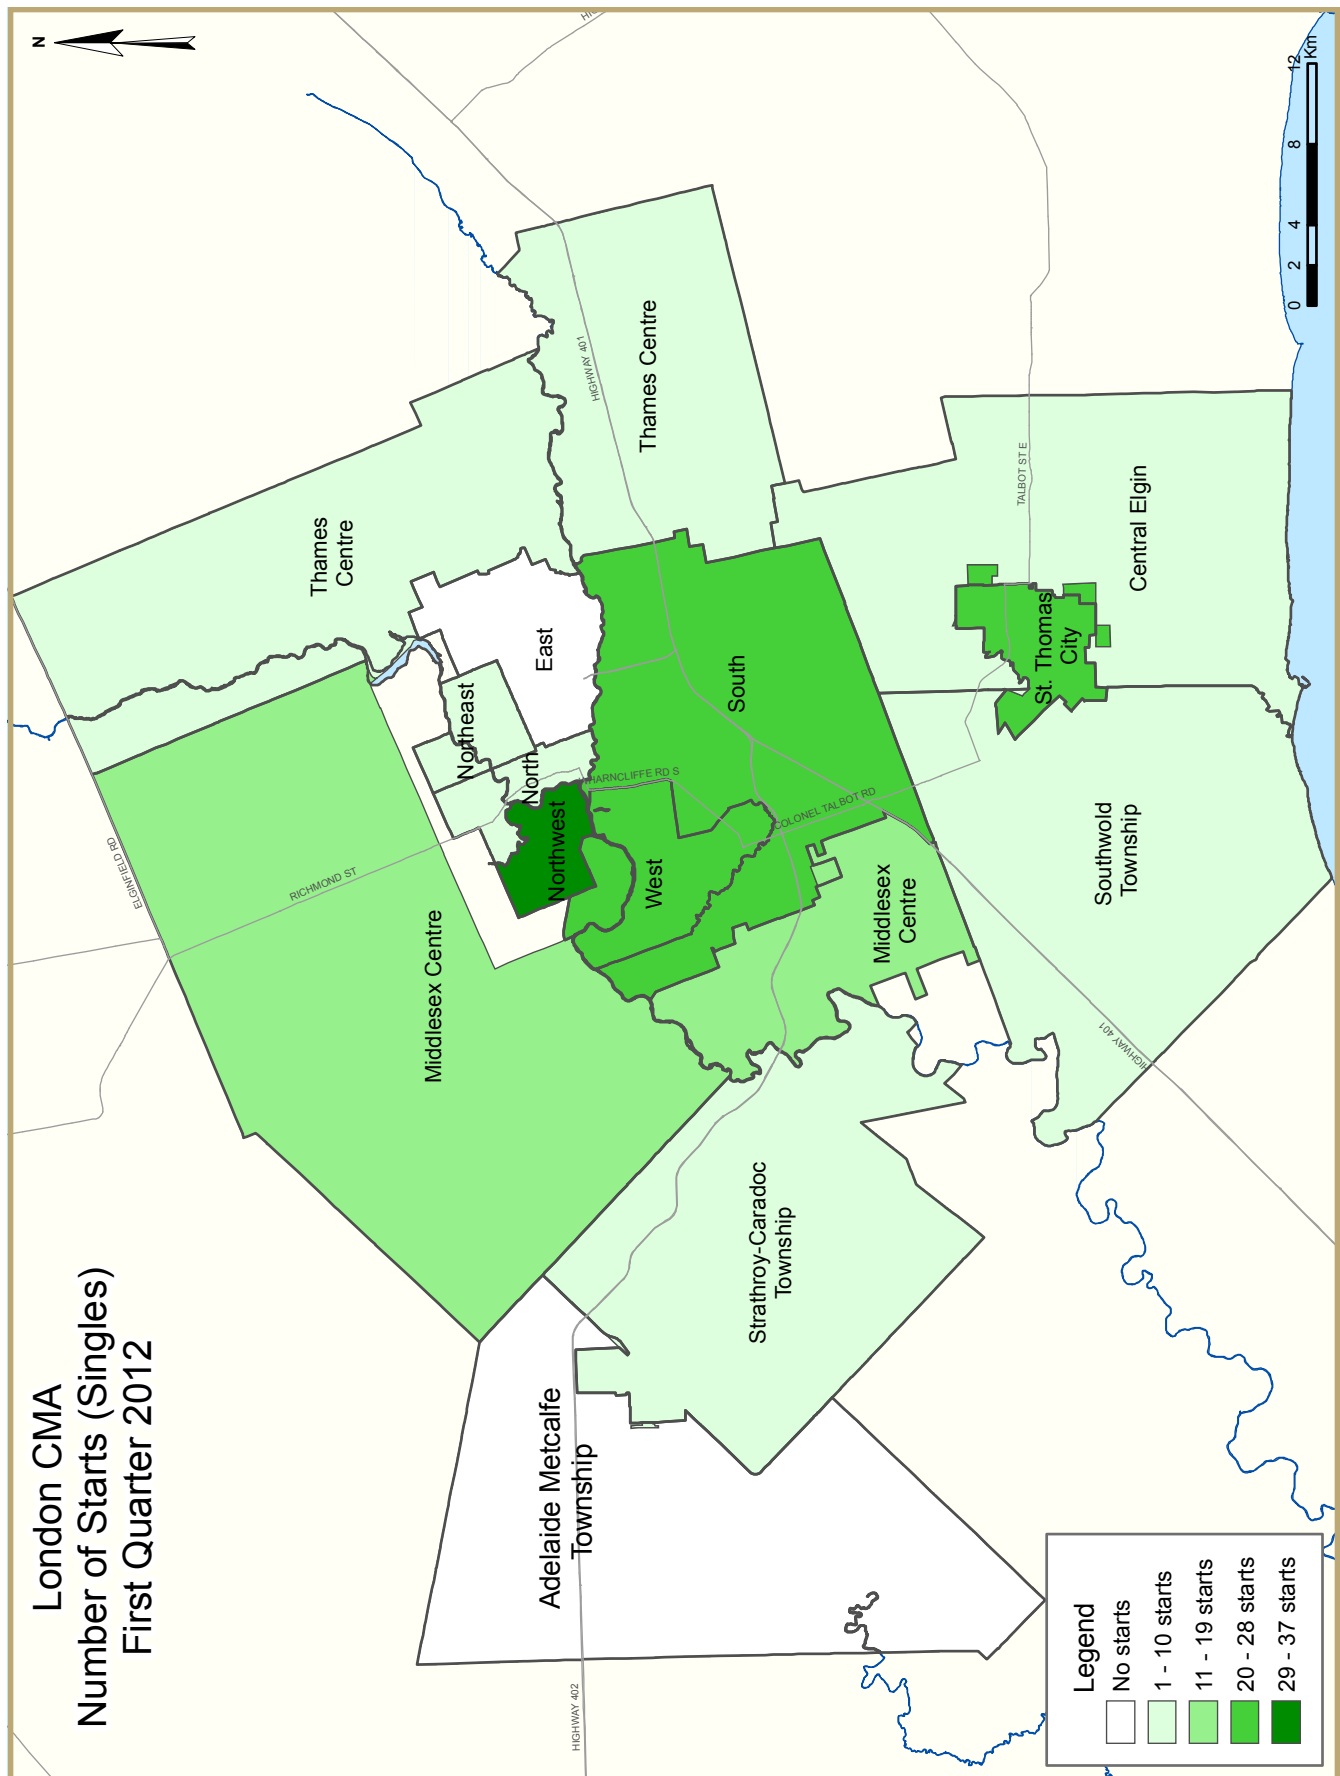 London CMA
Number of Starts (Singles)
First Quarter 2012
N
ELGINFIELD RD
RICHMOND ST
Middlesex Centre
Thames
Centre
Northeast
North
Northwest
East
HIGHWAY 401
Thames Centre
WHARNCLIFFE RD S
West
South
COLONEL TALBOT RD
Middlesex
Centre
Adelaide Metcalfe
Township
HIGHWAY 402
Strathroy-Caradoc
Township
TALBOT ST E
St. Thomas
City
Central Elgin
Southwold
Township
HIGHWAY 401
Legend
No starts
1 - 10 starts
11 - 19 starts
20 - 28 starts
29 - 37 starts
0 2 4 8 12
Km